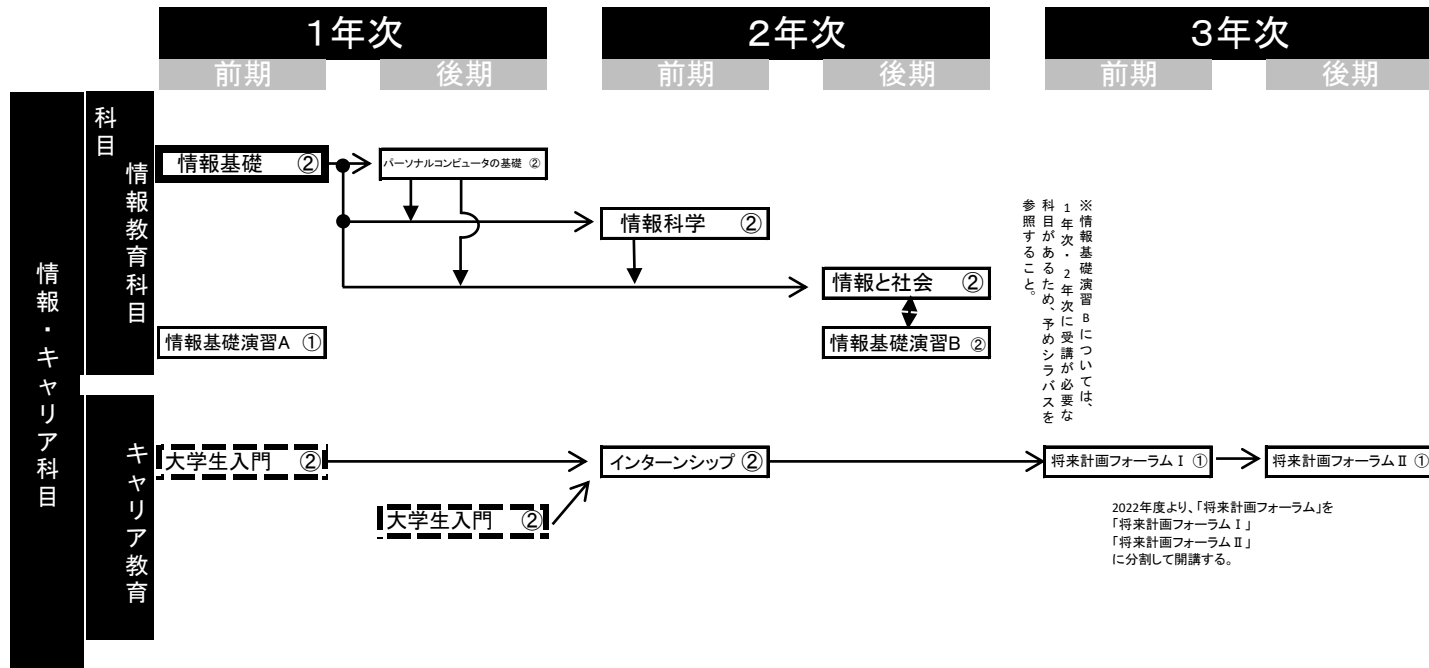 １年次
２年次
３年次
前期
後期
前期
後期
前期
後期
情報・キャリア科目
科目
情報教育科目
情報基礎　②
パーソナルコンピュータの基礎　②
情報科学　②
情報と社会　②
情報基礎演習A　①
情報基礎演習B　②
※情報基礎演習Ｂについては、
1年次・２年次に受講が必要な
科目があるため、予めシラバスを
参照すること。
キャリア教育
大学生入門　②
インターンシップ ②
将来計画フォーラムⅠ ①
将来計画フォーラムⅡ ①
大学生入門　②
2022年度より、「将来計画フォーラム」を
「将来計画フォーラムⅠ」
「将来計画フォーラムⅡ」
に分割して開講する。